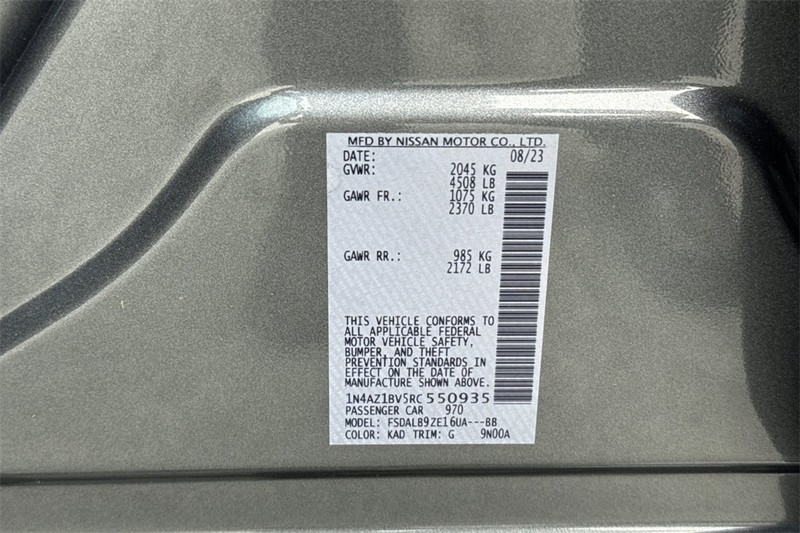 MFD BY NISSAN MOTOR CO., LTD.
DATE: 08/23
GVWR: 2045 KG
4508 LB
GAWR FR.: 1075 KG
2370 LB
GAWR RR.: 985 KG
2172 LB
THIS VEHICLE CONFORMS TO
ALL APPLICABLE FEDERAL
MOTOR VEHICLE SAFETY,
BUMPER, AND THEFT
PREVENTION STANDARDS IN
EFFECT ON THE DATE OF
MANUFACTURE SHOWN ABOVE.
1N4AZ1BV5RC550935
PASSENGER CAR 970
MODEL: FSDALB9ZE16UA---BB
COLOR: KAD TRIM: G 9N00A